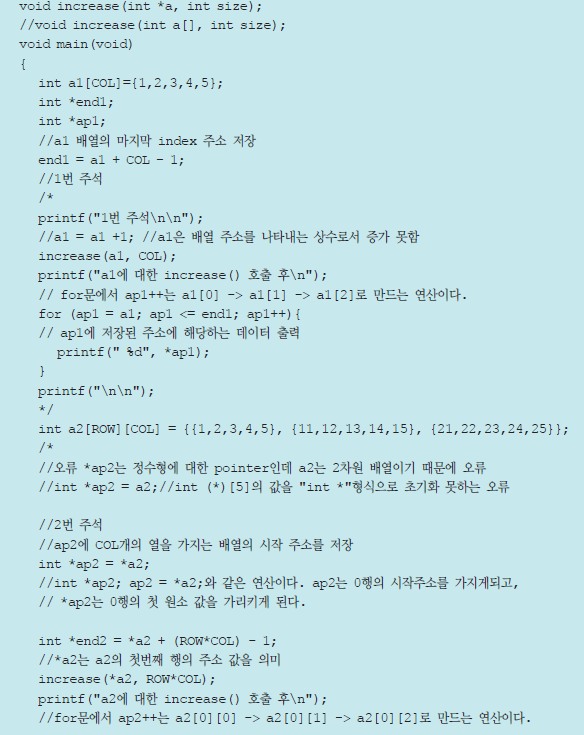 void increase(int *a, int size);
//void increase(int a[], int size);
void main(void)
{
int a1[COL]={1,2,3,4,5};
int *end1;
int *ap1;
//a1 배열의 마지막 index 주소 저장
end1 = a1 + COL - 1;
//1번 주석
/*
printf("1번 주석\n\n");
//a1 = a1 +1; //a1은 배열 주소를 나타내는 상수로서 증가 못함
increase(a1, COL);
printf("a1에 대한 increase() 호출 후\n");
// for문에서 ap1++는 a1[0] -> a1[1] -> a1[2]로 만드는 연산이다.
for (ap1 = a1; ap1 <= end1; ap1++){
// ap1에 저장된 주소에 해당하는 데이터 출력
printf(" %d", *ap1);
}
printf("\n\n");
*/
int a2[ROW][COL] = {{1,2,3,4,5}, {11,12,13,14,15}, {21,22,23,24,25}};
/*
//오류 *ap2는 정수형에 대한 pointer인데 a2는 2차원 배열이기 때문에 오류
//int *ap2 = a2;//int (*)[5]의 값을 "int *"형식으로 초기화 못하는 오류
//2번 주석
//ap2에 COL개의 열을 가지는 배열의 시작 주소를 저장
int *ap2 = *a2;
//int *ap2; ap2 = *a2;와 같은 연산이다. ap2는 0행의 시작주소를 가지게되고,
// *ap2는 0행의 첫 원소 값을 가리키게 된다.
int *end2 = *a2 + (ROW*COL) - 1;
//*a2는 a2의 첫번째 행의 주소 값을 의미
increase(*a2, ROW*COL);
printf("a2에 대한 increase() 호출 후\n");
//for문에서 ap2++는 a2[0][0] -> a2[0][1] -> a2[0][2]로 만드는 연산이다.